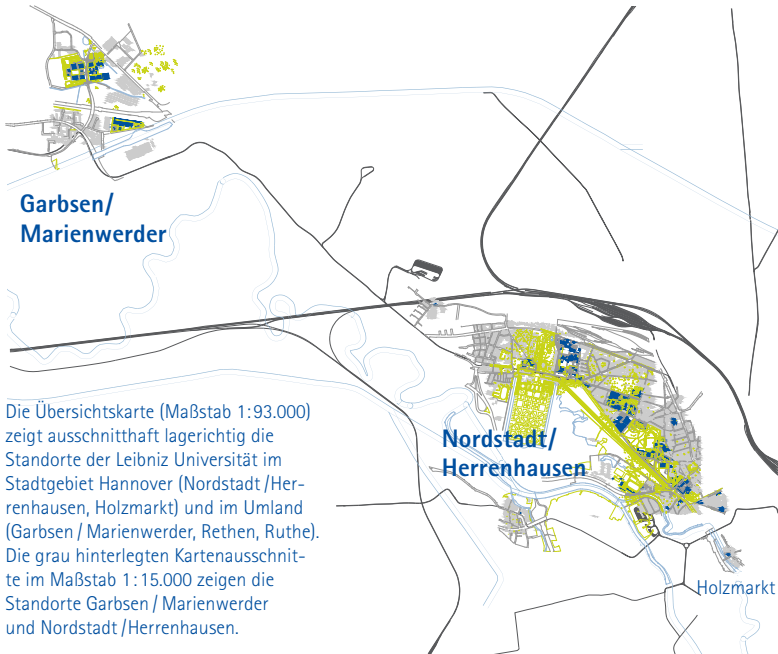 Garbsen/
Marienwerder
Die Übersichtskarte (Maßstab 1:93.000)
zeigt ausschnitthaft lagerichtig die
Standorte der Leibniz Universität im
Stadtgebiet Hannover (Nordstadt/Her-
renhausen, Holzmarkt) und im Umland
(Garbsen/Marienwerder, Rethen, Ruthe).
Die grau hinterlegten Kartenausschnit-
te im Maßstab 1:15.000 zeigen die
Standorte Garbsen/Marienwerder
und Nordstadt/Herrenhausen.
Nordstadt/
Herrenhausen
Holzmarkt